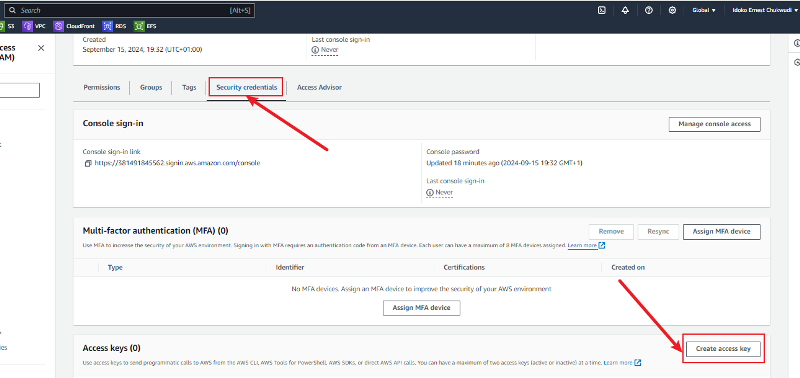 Search [Alt+S] Global Idoko Ernest Chukwudi
S3 VPC CloudFront RDS EFS
cess
AM)
Created
September 15, 2024, 19:32 (UTC+01:00)
Last console sign-in
Never
Permissions Groups Tags Security credentials Access Advisor
Console sign-in
Manage console access
Console sign-in link
https://381491845562.signin.aws.amazon.com/console
Console password
Updated 18 minutes ago (2024-09-15 19:32 GMT+1)
Last console sign-in
Never
Multi-factor authentication (MFA) (0)
Remove Resync Assign MFA device
Use MFA to increase the security of your AWS environment. Signing in with MFA requires an authentication code from an MFA device. Each user can have a maximum of 8 MFA devices assigned. Learn more
Type Identifier Certifications Created on
No MFA devices. Assign an MFA device to improve the security of your AWS environment
Assign MFA device
Access keys (0)
Create access key
Use access keys to send programmatic calls to AWS from the AWS CLI, AWS Tools for PowerShell, AWS SDKs, or direct AWS API calls. You can have a maximum of two access keys (active or inactive) at a time. Learn more
ies